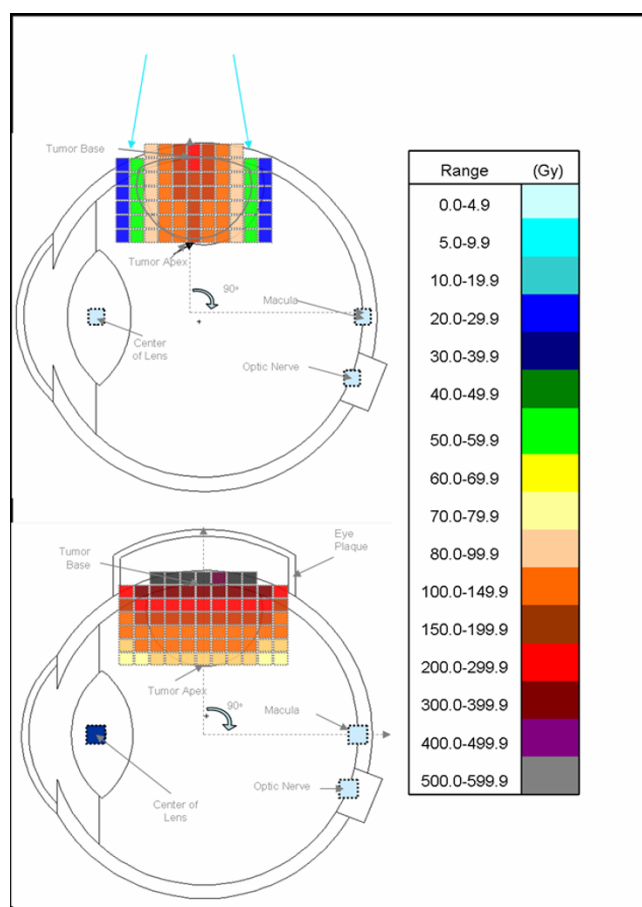 Tumor Base
Tumor Apex
90°
Macula
Center
of Lens
Optic Nerve
Range (Gy)
0.0-4.9
5.0-9.9
10.0-19.9
20.0-29.9
30.0-39.9
40.0-49.9
50.0-59.9
60.0-69.9
70.0-79.9
80.0-99.9
100.0-149.9
150.0-199.9
200.0-299.9
300.0-399.9
400.0-499.9
500.0-599.9
Tumor
Base
Eye
Plaque
Tumor Apex
90°
Macula
Center of
Lens
Optic Nerve